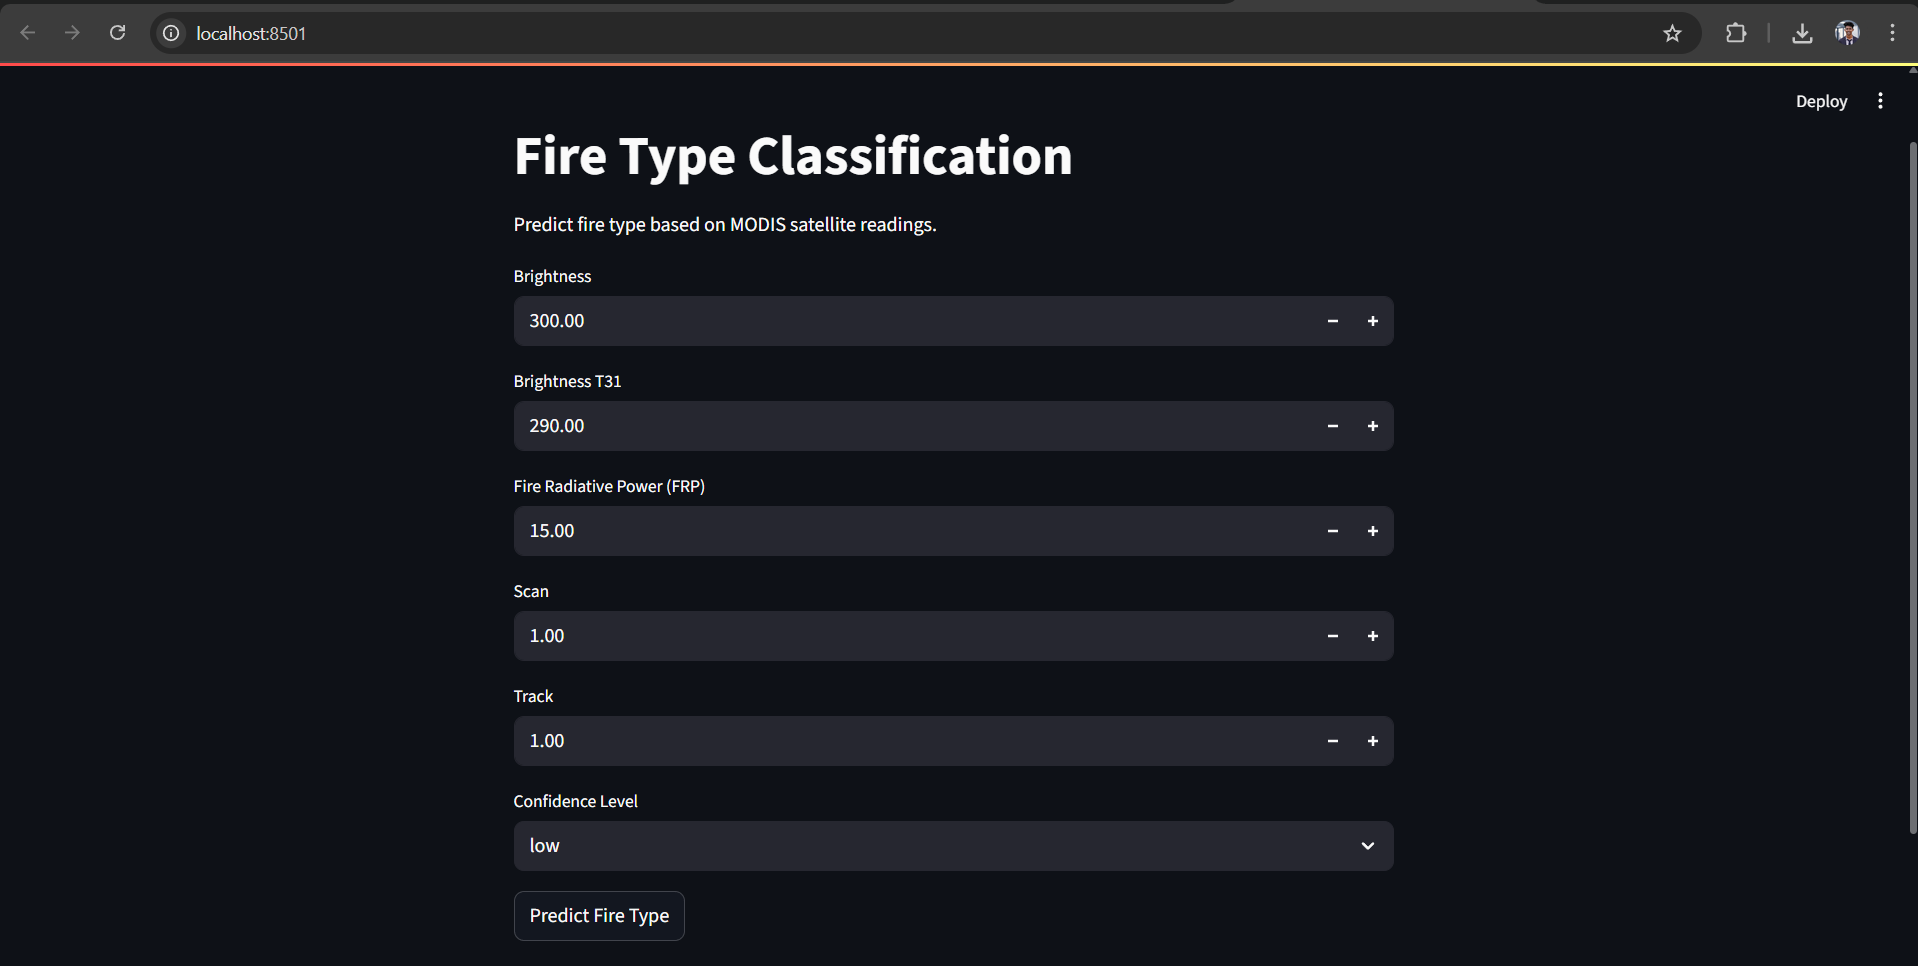 localhost:8501
Deploy
Fire Type Classification
Predict fire type based on MODIS satellite readings.
Brightness
300.00
Brightness T31
290.00
Fire Radiative Power (FRP)
15.00
Scan
1.00
Track
1.00
Confidence Level
low
Predict Fire Type